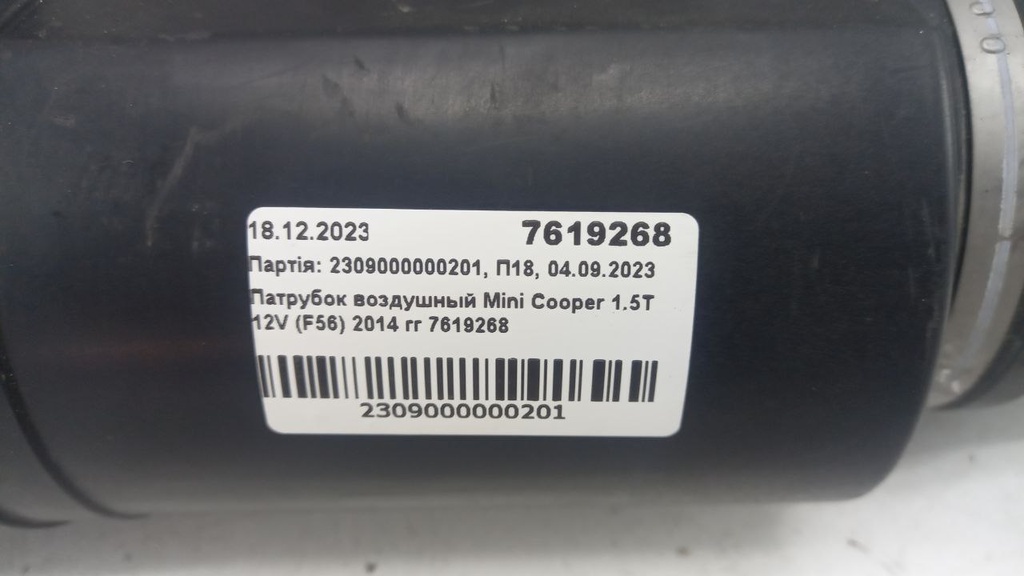 18.12.2023 7619268
Партія: 2309000000201, П18, 04.09.2023
Патрубок воздушный Mini Cooper 1.5T
12V (F56) 2014 гг 7619268
2309000000201